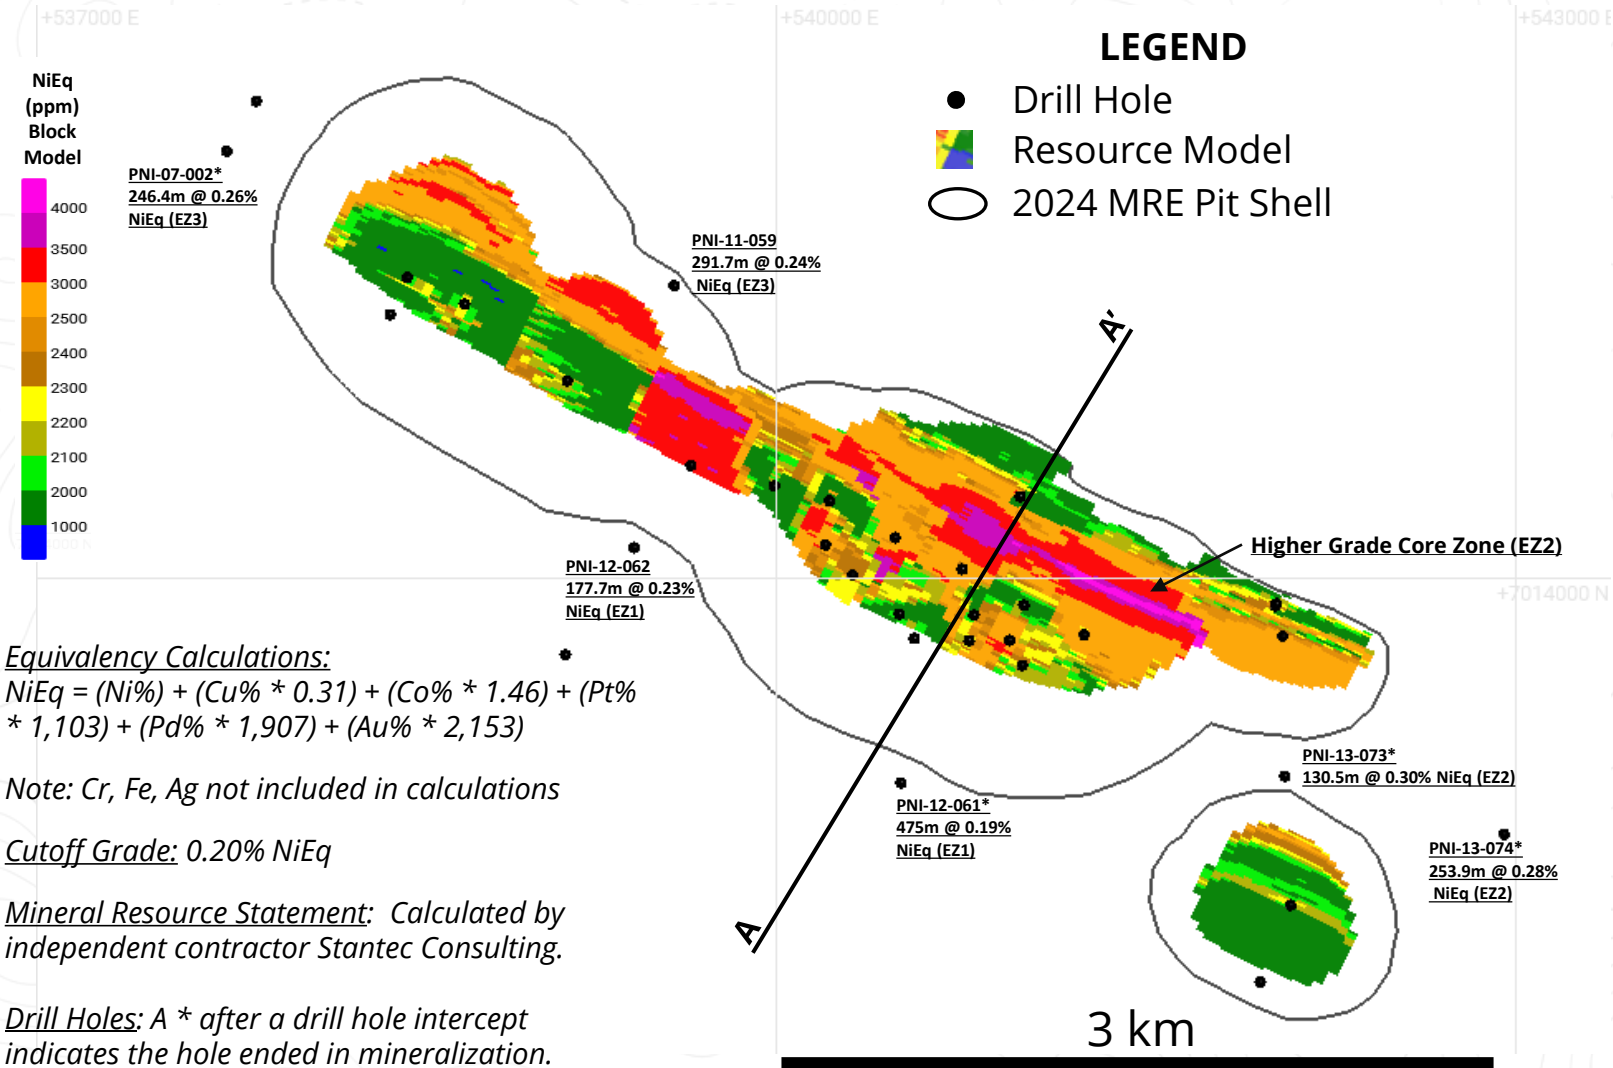 +537000 E
+540000 E
+543000 E
LEGEND
Drill Hole
Resource Model
2024 MRE Pit Shell
NiEq
(ppm)
Block
Model
4000
3500
3000
2500
2400
2300
2200
2100
2000
1000
PNI-07-002*
246.4m @ 0.26%
NiEq (EZ3)
PNI-11-059
291.7m @ 0.24%
NiEq (EZ3)
A'
Higher Grade Core Zone (EZ2)
+7014000 N
PNI-12-062
177.7m @ 0.23%
NiEq (EZ1)
Equivalency Calculations:
NiEq = (Ni%) + (Cu% * 0.31) + (Co% * 1.46) + (Pt%
* 1,103) + (Pd% * 1,907) + (Au% * 2,153)
Note: Cr, Fe, Ag not included in calculations
Cutoff Grade: 0.20% NiEq
Mineral Resource Statement: Calculated by
independent contractor Stantec Consulting.
Drill Holes: A * after a drill hole intercept
indicates the hole ended in mineralization.
PNI-13-073*
130.5m @ 0.30% NiEq (EZ2)
PNI-12-061*
475m @ 0.19%
NiEq (EZ1)
PNI-13-074*
253.9m @ 0.28%
NiEq (EZ2)
A
3 km